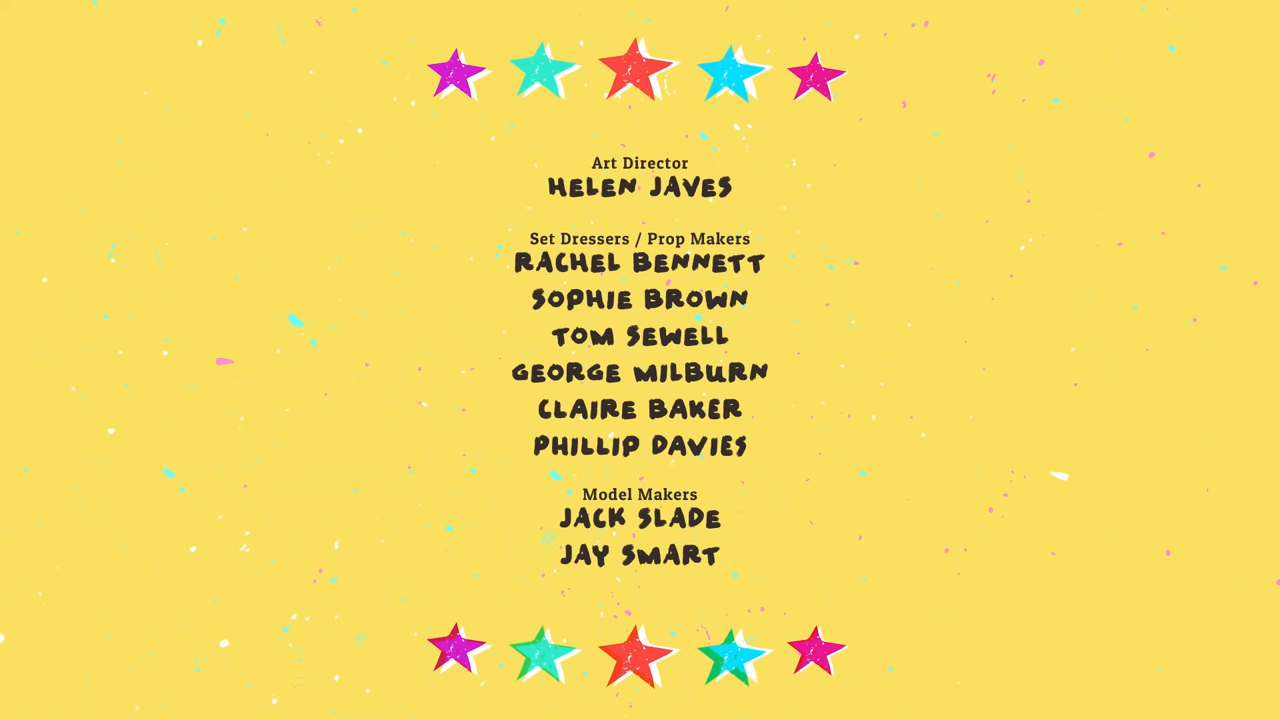 Art Director
HELEN JAVES
Set Dressers / Prop Makers
RACHEL BENNETT
SOPHIE BROWN
TOM SEWELL
GEORGE MILBURN
CLAIRE BAKER
PHILLIP DAVIES
Model Makers
JACK SLADE
JAY SMART